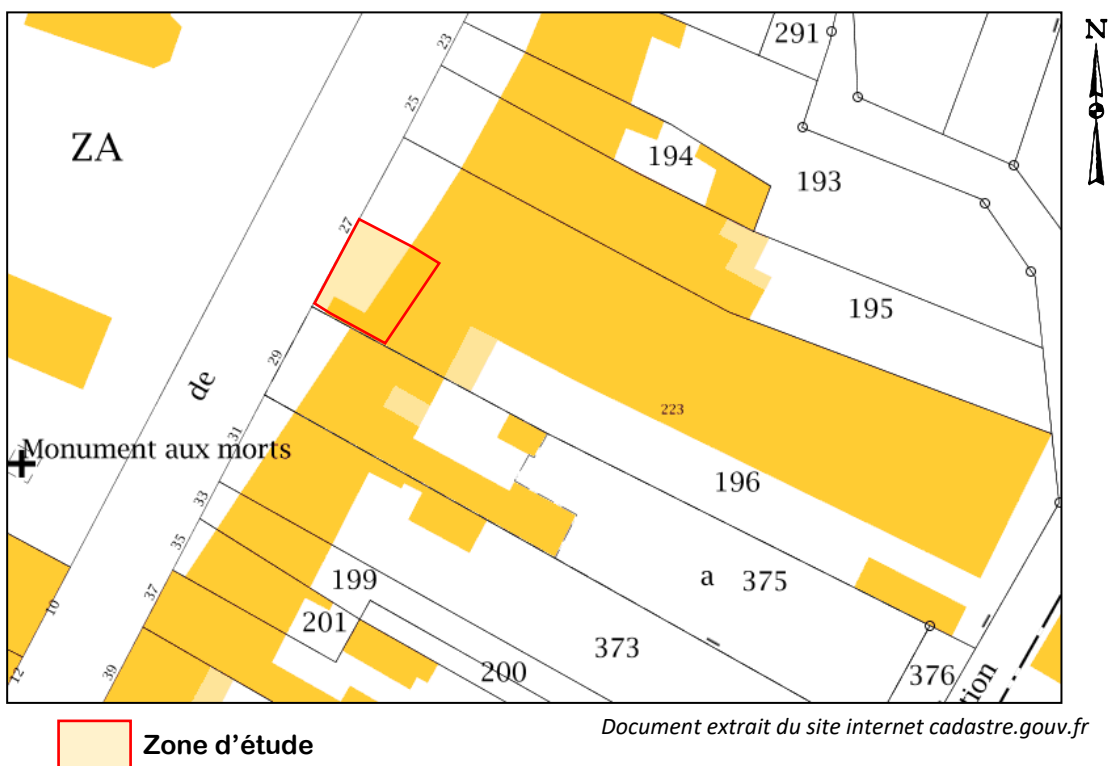 N
23
291
25
ZA
194
193
27
195
29
de
223
31
Monument aux morts
196
33
a 375
35
199
37
10
201
373
200
376
tion
12
39
Zone d'étude
Document extrait du site internet cadastre.gouv.fr